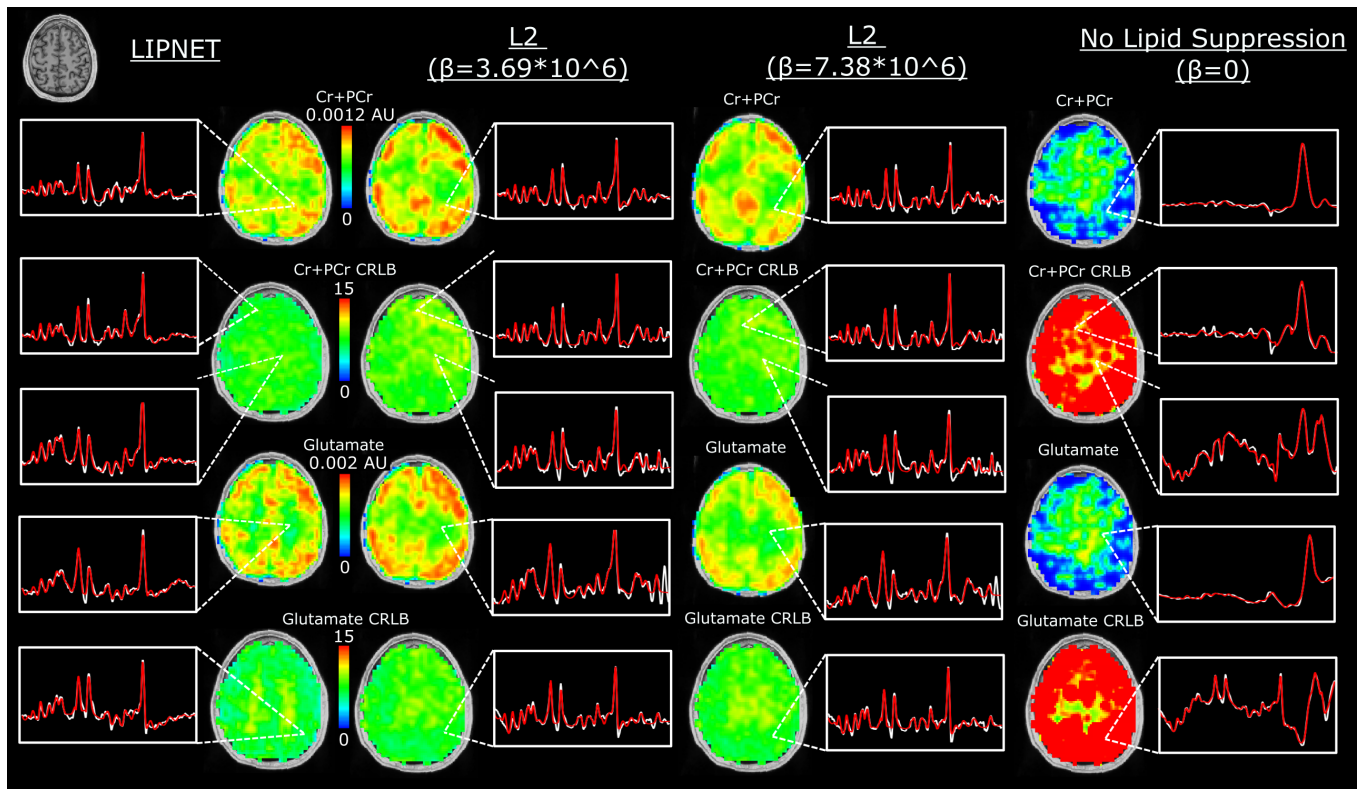 LIPNET
L2
(β=3.69*10^6)
L2
(β=7.38*10^6)
No Lipid Suppression
(β=0)
Cr+PCr
0.0012 AU
0
Cr+PCr
Cr+PCr
Cr+PCr CRLB
15
0
Cr+PCr CRLB
Cr+PCr CRLB
Glutamate
0.002 AU
0
Glutamate
Glutamate
Glutamate CRLB
15
0
Glutamate CRLB
Glutamate CRLB